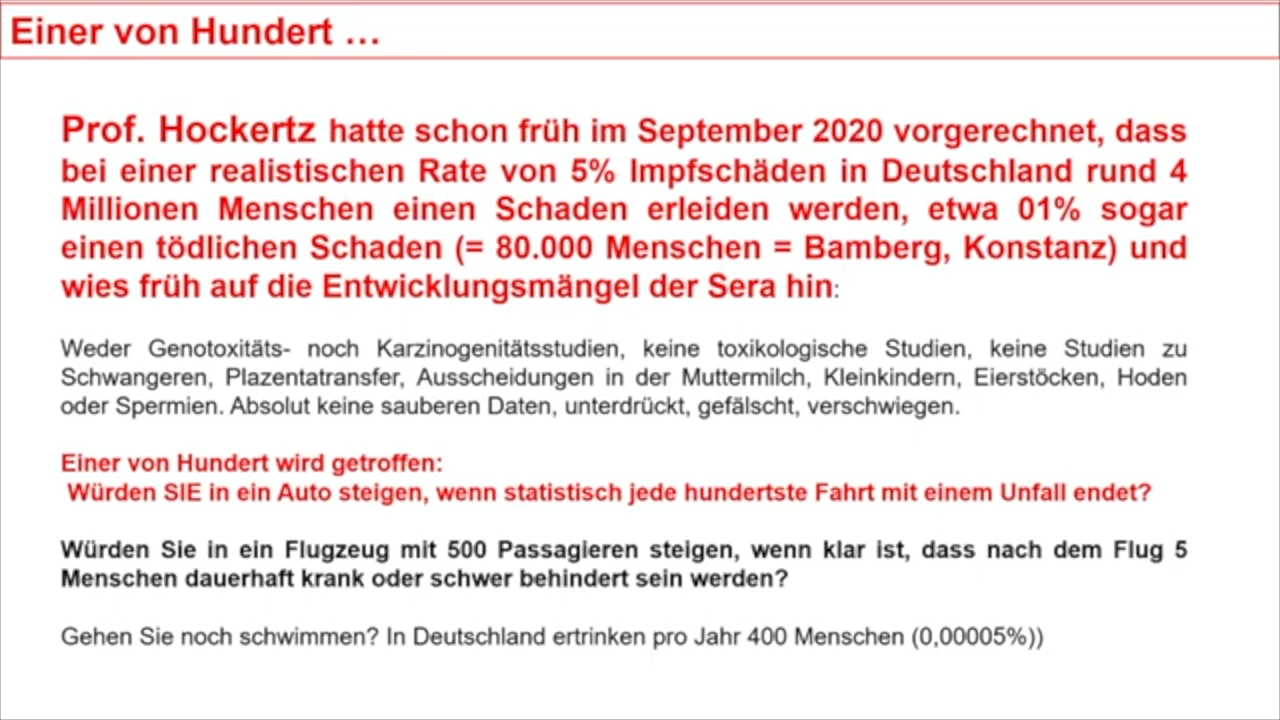 Einer von Hundert …
Prof. Hockertz hatte schon früh im September 2020 vorgerechnet, dass
bei einer realistischen Rate von 5% Impfschäden in Deutschland rund 4
Millionen Menschen einen Schaden erleiden werden, etwa 01% sogar
einen tödlichen Schaden (= 80.000 Menschen = Bamberg, Konstanz) und
wies früh auf die Entwicklungsmängel der Sera hin:
Weder Genotoxitäts- noch Karzinogenitätsstudien, keine toxikologische Studien, keine Studien zu
Schwangeren, Plazentatransfer, Ausscheidungen in der Muttermilch, Kleinkindern, Eierstöcken, Hoden
oder Spermien. Absolut keine sauberen Daten, unterdrückt, gefälscht, verschwiegen.
Einer von Hundert wird getroffen:
Würden SIE in ein Auto steigen, wenn statistisch jede hundertste Fahrt mit einem Unfall endet?
Würden Sie in ein Flugzeug mit 500 Passagieren steigen, wenn klar ist, dass nach dem Flug 5
Menschen dauerhaft krank oder schwer behindert sein werden?
Gehen Sie noch schwimmen? In Deutschland ertrinken pro Jahr 400 Menschen (0,00005%))